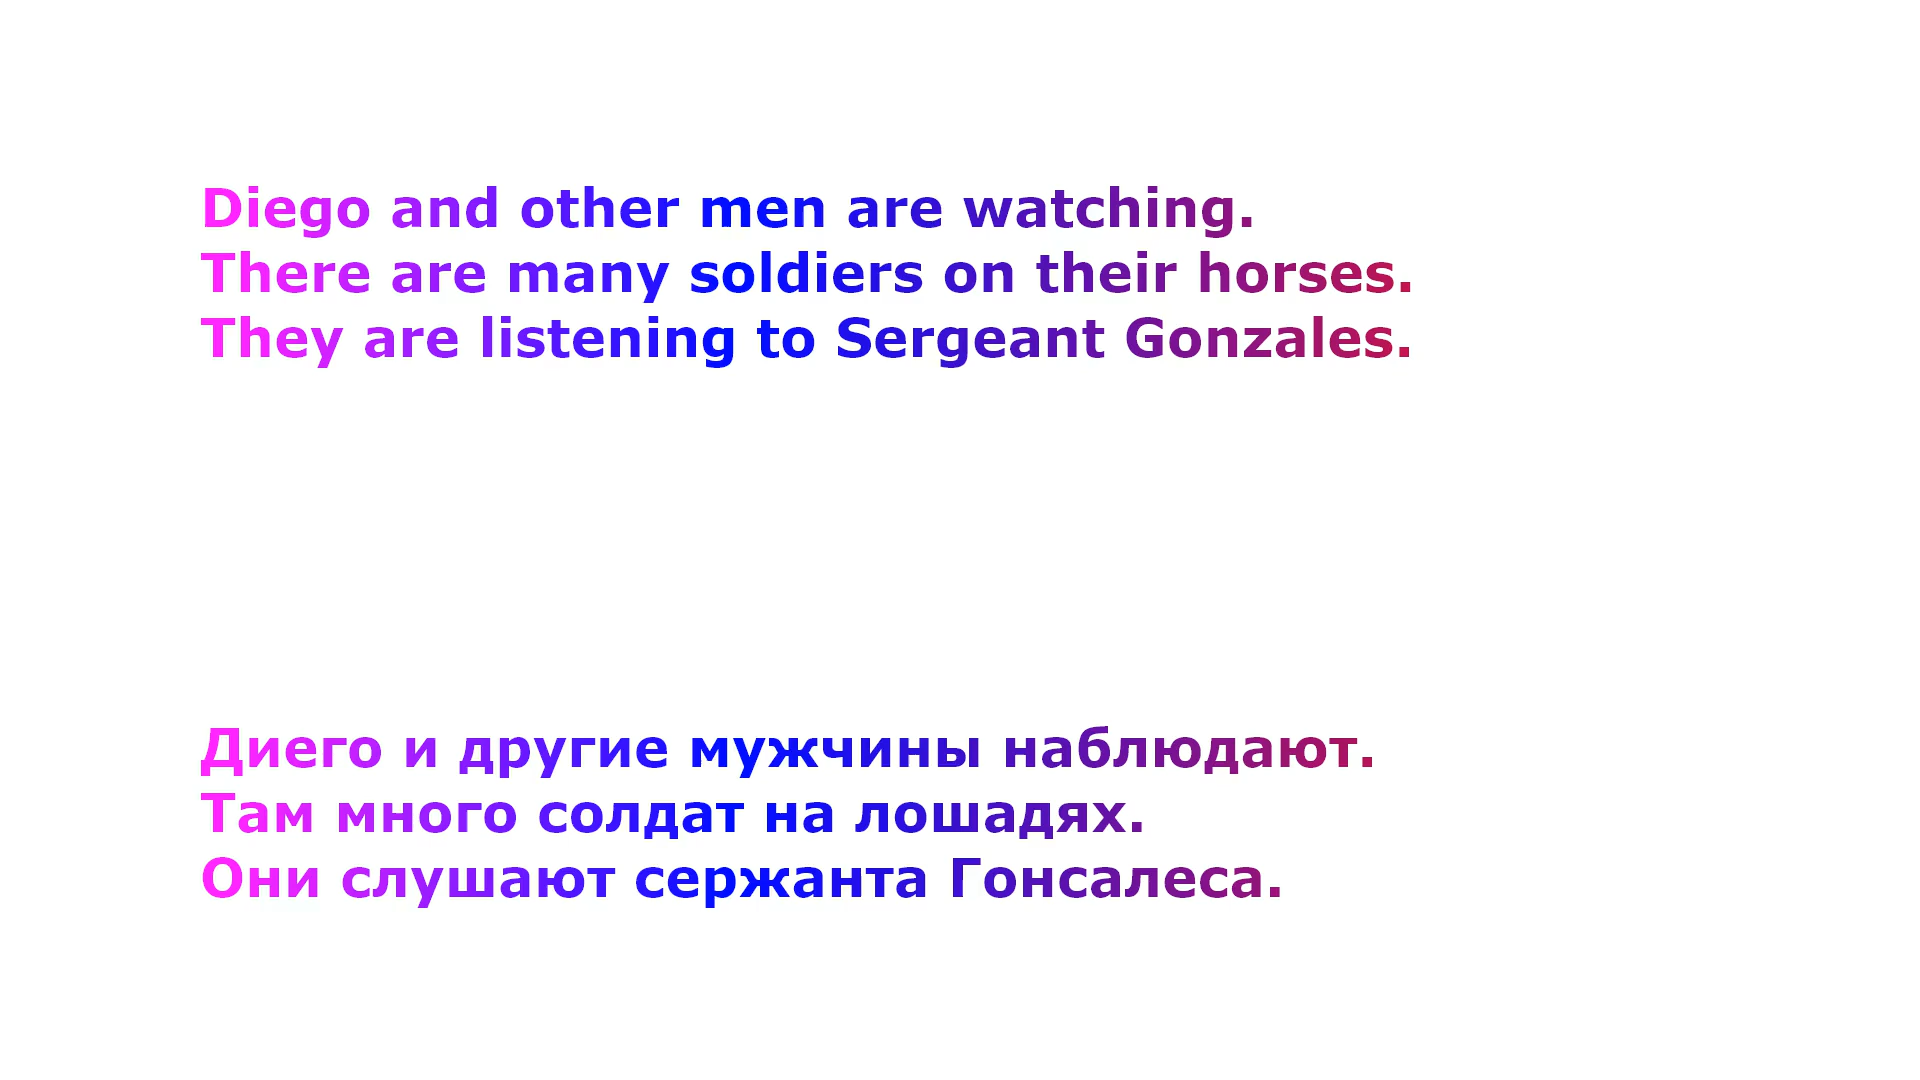 Diego and other men are watching.
There are many soldiers on their horses.
They are listening to Sergeant Gonzales.
Диего и другие мужчины наблюдают.
Там много солдат на лошадях.
Они слушают сержанта Гонсалеса.